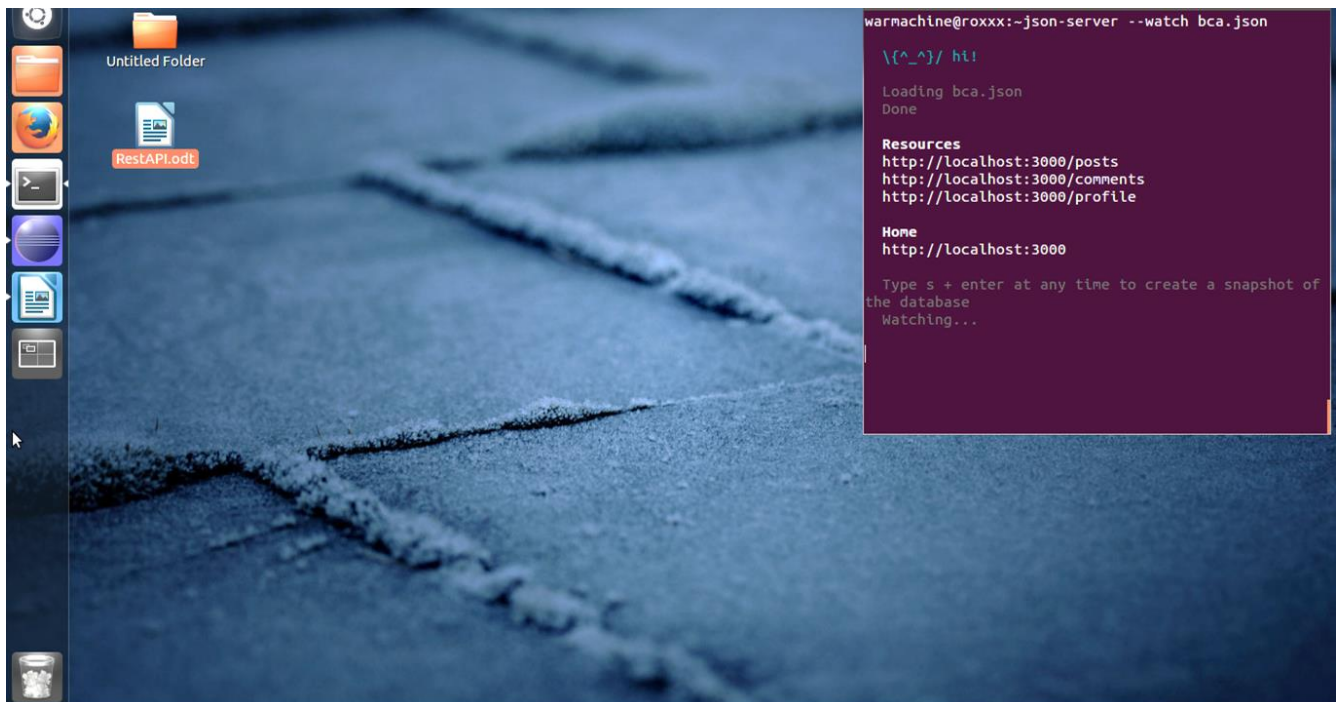 Untitled Folder
RestAPI.odt
warmachine@roxxx:~json-server --watch bca.json
\{^_^}/ hi!
Loading bca.json
Done
Resources
http://localhost:3000/posts
http://localhost:3000/comments
http://localhost:3000/profile
Home
http://localhost:3000
Type s + enter at any time to create a snapshot of
the database
Watching...